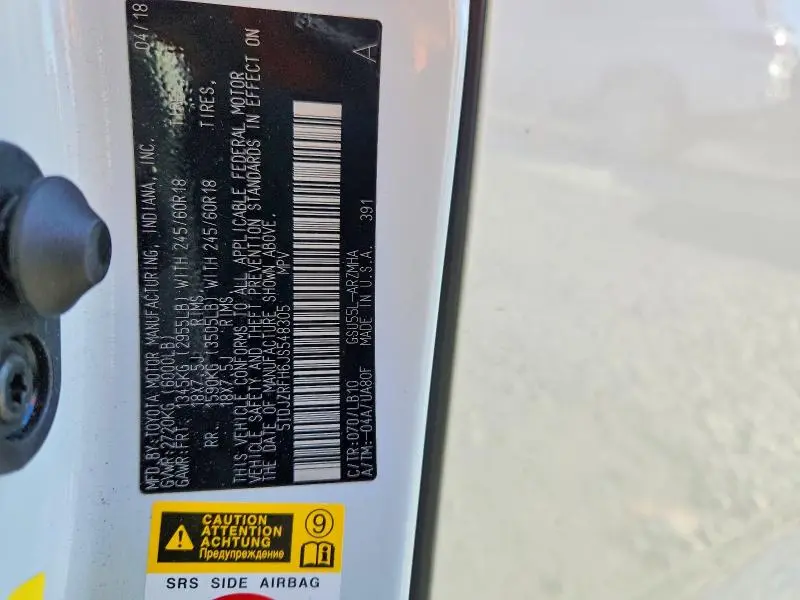 MFD.BY:TOYOTA MOTOR MANUFACTURING, INDIANA, INC. 04/18
GVWR:2720KG(6000LB)
GAWR:FRT. 1345KG(2955LB) WITH 245/60R18 TIRES,
18X7.5J RIMS,
RR. 1590KG(3505LB) WITH 245/60R18 TIRES,
18X7.5J RIMS
THIS VEHICLE CONFORMS TO ALL APPLICABLE FEDERAL MOTOR
VEHICLE SAFETY AND THEFT PREVENTION STANDARDS IN EFFECT ON
THE DATE OF MANUFACTURE SHOWN ABOVE.
5TDJZRFH6JS548305 MPV
C/TR:070/LB10 GSU55L-ARZMHA
A/TM:-04A/UA80F MADE IN U.S.A. 391
A
CAUTION
ATTENTION
ACHTUNG
Предупреждение
9
SRS SIDE AIRBAG